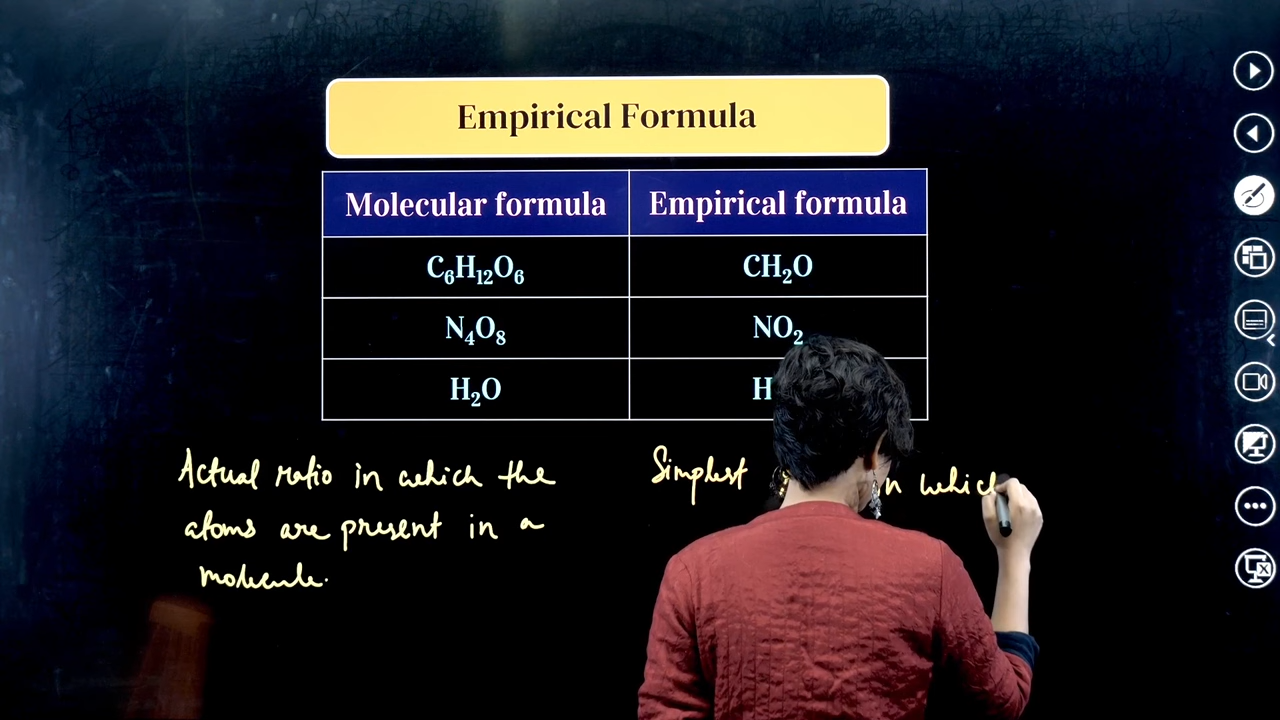 Empirical Formula
Molecular formula Empirical formula
C₆H₁₂O₆ CH₂O
N₄O₈ NO₂
H₂O H
Actual ratio in which the Simplest which
atoms are present in a
molecule.